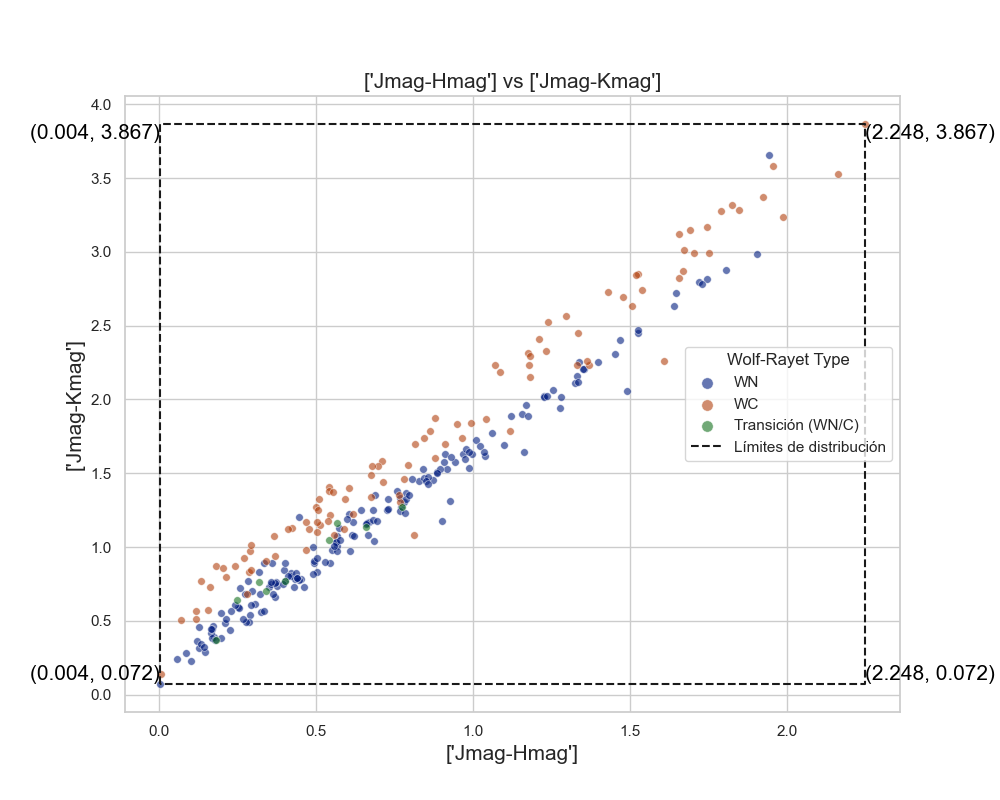 ['Jmag-Hmag'] vs ['Jmag-Kmag']
4.0
(0.004, 3.867)
(2.248, 3.867)
3.5
3.0
2.5
Wolf-Rayet Type
WN
WC
Transición (WN/C)
Límites de distribución
2.0
['Jmag-Kmag']
1.5
1.0
0.5
(0.004, 0.072)
(2.248, 0.072)
0.0
0.0 0.5 1.0 1.5 2.0
['Jmag-Hmag']